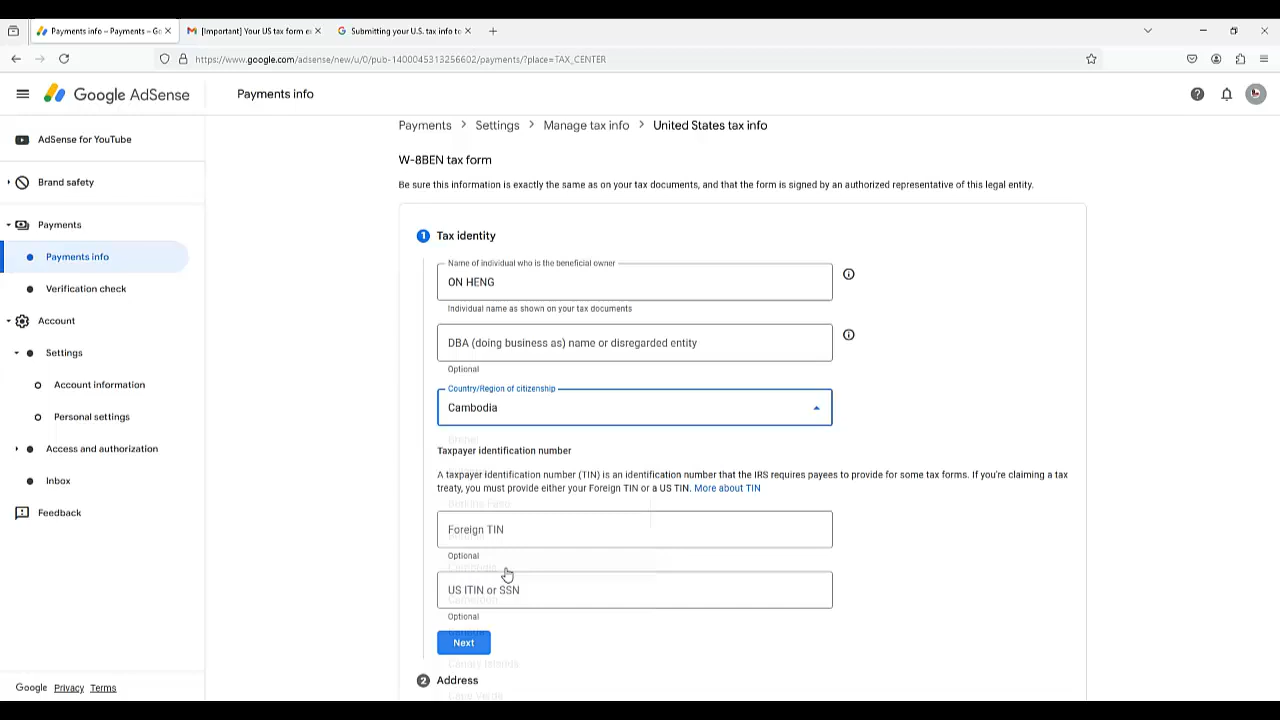 Payments info – Payments – Go
[Important] Your US tax form e
Submitting your U.S. tax info to
https://www.google.com/adsense/new/u/0/pub-1400045313256602/payments/?place=TAX_CENTER
Google AdSense
Payments info
AdSense for YouTube
Brand safety
Payments
Payments info
Verification check
Account
Settings
Account information
Personal settings
Access and authorization
Inbox
Feedback
Google Privacy Terms
Payments > Settings > Manage tax info > United States tax info
W-8BEN tax form
Be sure this information is exactly the same as on your tax documents, and that the form is signed by an authorized representative of this legal entity.
1 Tax identity
Name of individual who is the beneficial owner
ON HENG
Individual name as shown on your tax documents
DBA (doing business as) name or disregarded entity
Optional
Country/Region of citizenship
Cambodia
Taxpayer identification number
A taxpayer identification number (TIN) is an identification number that the IRS requires payees to provide for some tax forms. If you're claiming a tax
treaty, you must provide either your Foreign TIN or a US TIN. More about TIN
Foreign TIN
Optional
US ITIN or SSN
Optional
Next
Canary Islands
2 Address
Cape Verde